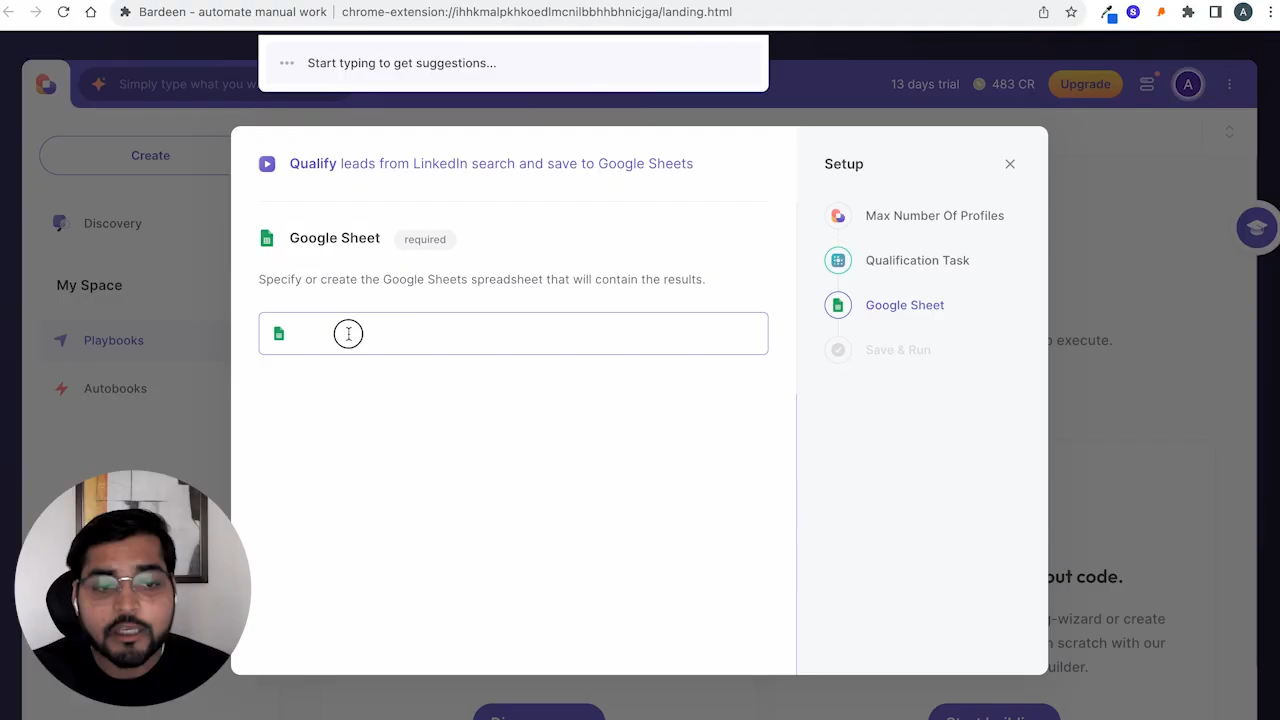 Bardeen - automate manual work
chrome-extension://ihhkmalpkhkoedlmcnilbbhhbhnicjga/landing.html
S
A
Start typing to get suggestions...
Simply type what you w
13 days trial
483 CR
Upgrade
A
Create
Discovery
My Space
Playbooks
Autobooks
Qualify leads from LinkedIn search and save to Google Sheets
Google Sheet
required
Specify or create the Google Sheets spreadsheet that will contain the results.
Setup
Max Number Of Profiles
Qualification Task
Google Sheet
Save & Run
o execute.
out code.
g-wizard or create
scratch with our
uilder.